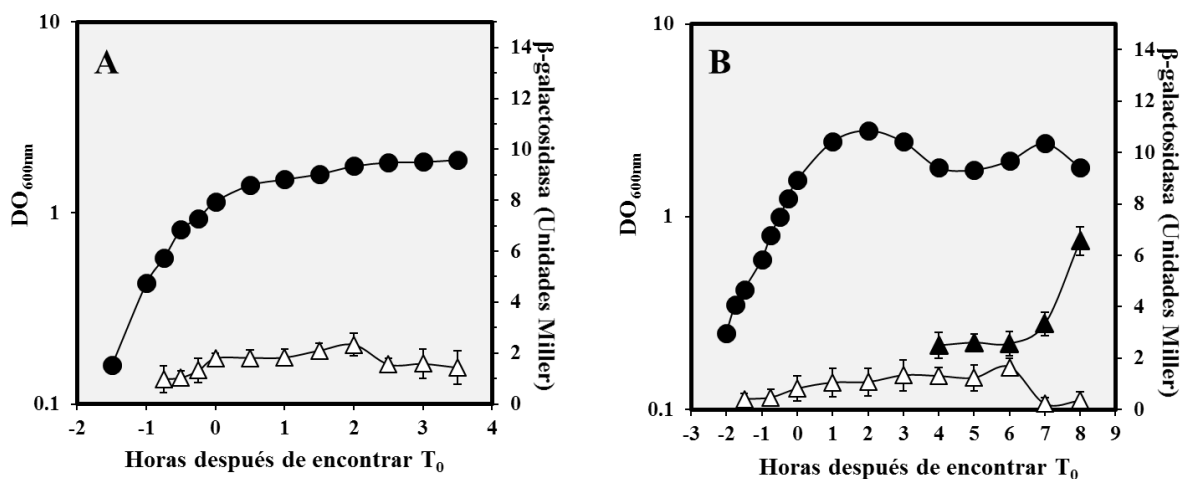 A
10
1
0.1
DO600nm
14
12
10
8
6
4
2
0
β-galactosidasa (Unidades Miller)
-2 -1 0 1 2 3 4
Horas después de encontrar T0
B
10
1
0.1
DO600nm
14
12
10
8
6
4
2
0
β-galactosidasa (Unidades Miller)
-3 -2 -1 0 1 2 3 4 5 6 7 8 9
Horas después de encontrar T0